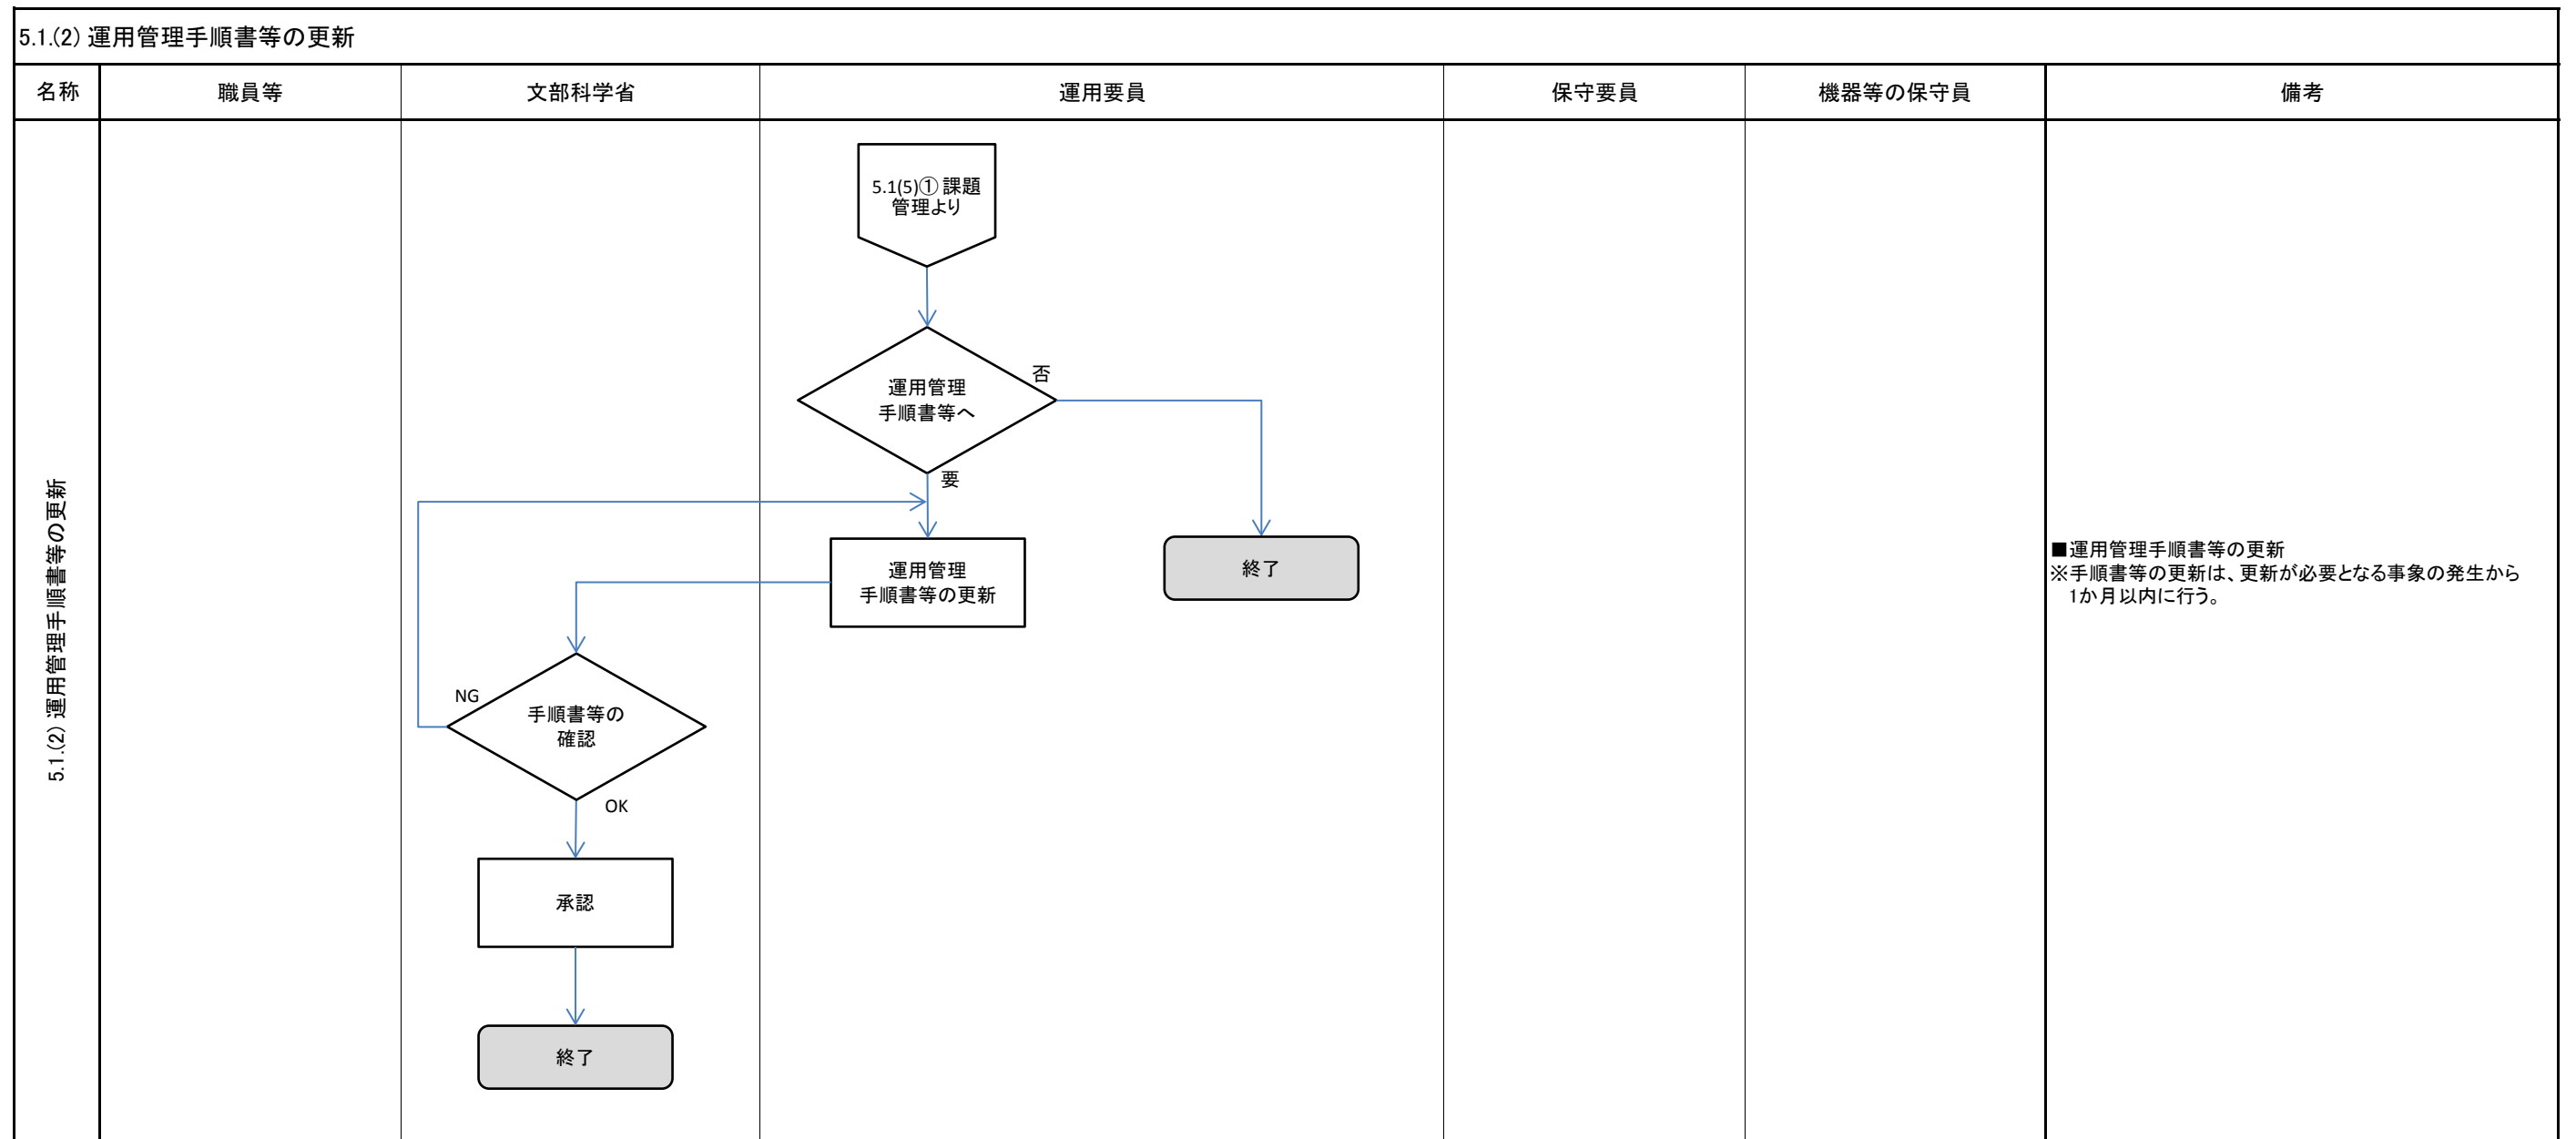 5.1.(2) 運用管理手順書等の更新
名称
職員等
文部科学省
運用要員
保守要員
機器等の保守員
備考
5.1.(2) 運用管理手順書等の更新
5.1(5)① 課題
管理より
運用管理
手順書等へ
否
要
運用管理
手順書等の更新
終了
■運用管理手順書等の更新
※手順書等の更新は、更新が必要となる事象の発生から
1か月以内に行う。
NG
手順書等の
確認
OK
承認
終了